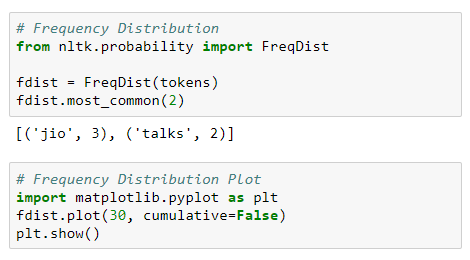 # Frequency Distribution
from nltk.probability import FreqDist
fdist = FreqDist(tokens)
fdist.most_common(2)
[('jio', 3), ('talks', 2)]
# Frequency Distribution Plot
import matplotlib.pyplot as plt
fdist.plot(30, cumulative=False)
plt.show()